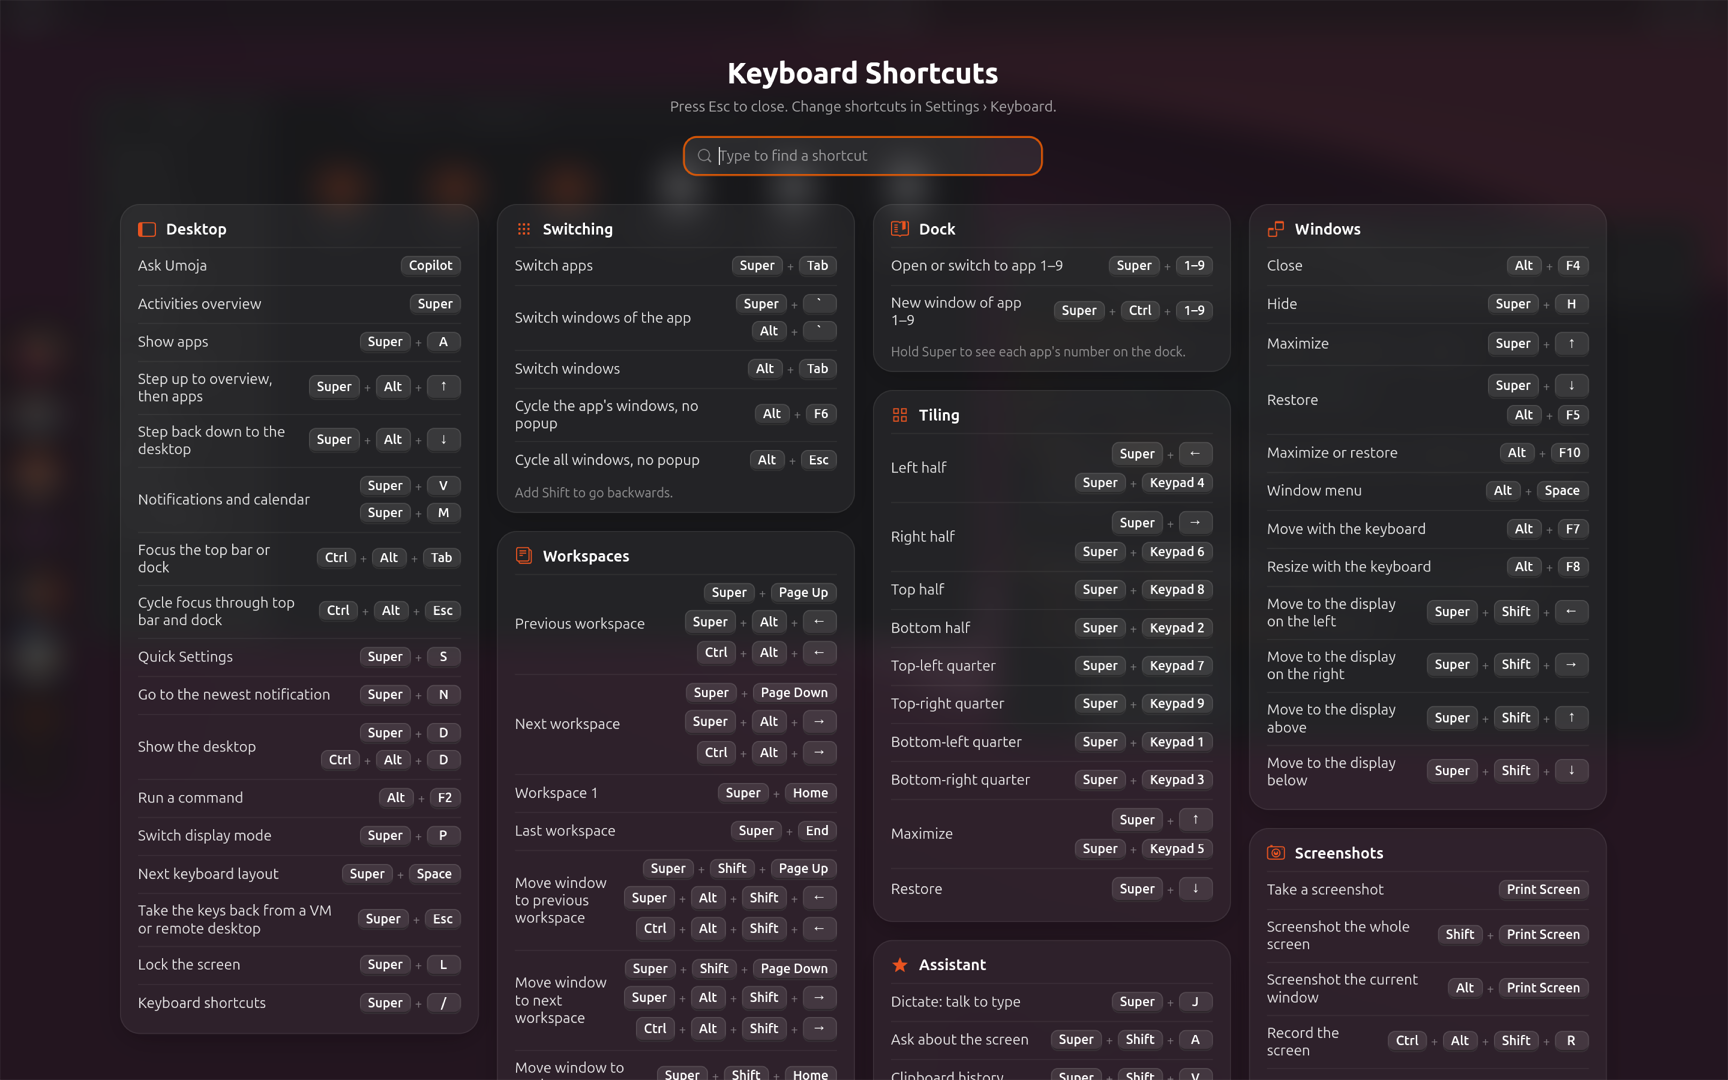 Keyboard Shortcuts
Press Esc to close. Change shortcuts in Settings › Keyboard.
Type to find a shortcut
Desktop
Ask Umoja Copilot
Activities overview Super
Show apps Super + A
Step up to overview,
then apps Super + Alt + ↑
Step back down to the
desktop Super + Alt + ↓
Notifications and calendar Super + V
Super + M
Focus the top bar or
dock Ctrl + Alt + Tab
Cycle focus through top
bar and dock Ctrl + Alt + Esc
Quick Settings Super + S
Go to the newest notification Super + N
Show the desktop Super + D
Ctrl + Alt + D
Run a command Alt + F2
Switch display mode Super + P
Next keyboard layout Super + Space
Take the keys back from a VM
or remote desktop Super + Esc
Lock the screen Super + L
Keyboard shortcuts Super + /
Switching
Switch apps Super + Tab
Switch windows of the app Super + `
Alt + `
Switch windows Alt + Tab
Cycle the app's windows, no
popup Alt + F6
Cycle all windows, no popup Alt + Esc
Add Shift to go backwards.
Workspaces
Previous workspace Super + Page Up
Super + Alt + ←
Ctrl + Alt + ←
Next workspace Super + Page Down
Super + Alt + →
Ctrl + Alt + →
Workspace 1 Super + Home
Last workspace Super + End
Move window
to previous
workspace Super + Shift + Page Up
Super + Alt + Shift + ←
Ctrl + Alt + Shift + ←
Move window
to next
workspace Super + Shift + Page Down
Super + Alt + Shift + →
Ctrl + Alt + Shift + →
Move window to Super + Shift + Home
Dock
Open or switch to app 1–9 Super + 1–9
New window of app
1–9 Super + Ctrl + 1–9
Hold Super to see each app's number on the dock.
Tiling
Left half Super + ←
Super + Keypad 4
Right half Super + →
Super + Keypad 6
Top half Super + Keypad 8
Bottom half Super + Keypad 2
Top-left quarter Super + Keypad 7
Top-right quarter Super + Keypad 9
Bottom-left quarter Super + Keypad 1
Bottom-right quarter Super + Keypad 3
Maximize Super + ↑
Super + Keypad 5
Restore Super + ↓
Assistant
Dictate: talk to type Super + J
Ask about the screen Super + Shift + A
Clipboard history Super + Shift + V
Windows
Close Alt + F4
Hide Super + H
Maximize Super + ↑
Restore Super + ↓
Alt + F5
Maximize or restore Alt + F10
Window menu Alt + Space
Move with the keyboard Alt + F7
Resize with the keyboard Alt + F8
Move to the display
on the left Super + Shift + ←
Move to the display
on the right Super + Shift + →
Move to the display
above Super + Shift + ↑
Move to the display
below Super + Shift + ↓
Screenshots
Take a screenshot Print Screen
Screenshot the whole
screen Shift + Print Screen
Screenshot the current
window Alt + Print Screen
Record the
screen Ctrl + Alt + Shift + R